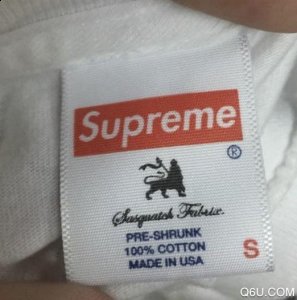 Supreme
®
Sasquatch Fabrix.
PRE-SHRUNK
100% COTTON
MADE IN USA
S
Q6U.COM